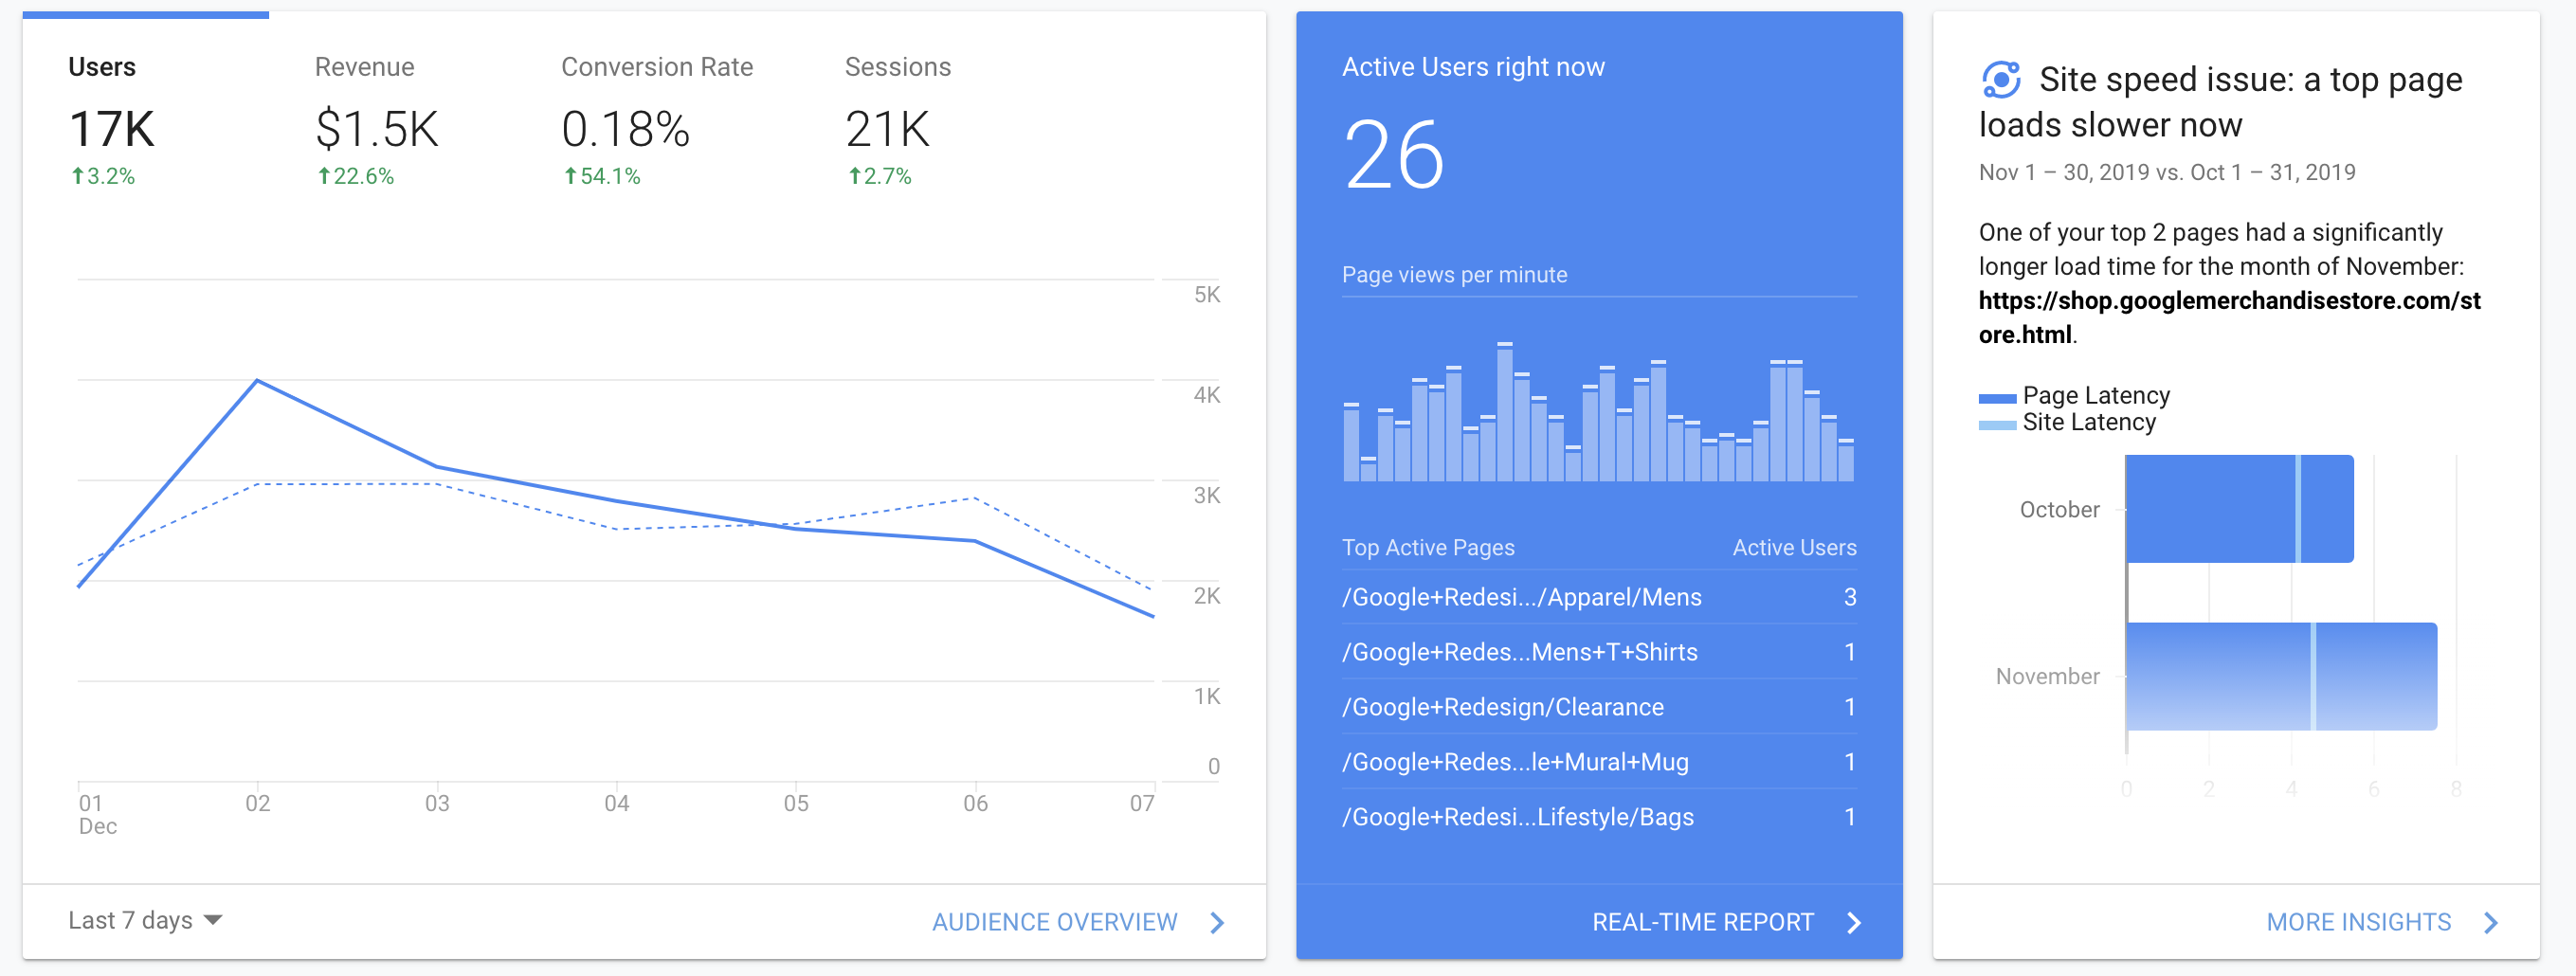 Users
17K
3.2%
Revenue
$1.5K
22.6%
Conversion Rate
0.18%
54.1%
Sessions
21K
2.7%
5K
4K
3K
2K
1K
0
01
Dec
02
03
04
05
06
07
Last 7 days
AUDIENCE OVERVIEW
Active Users right now
26
Page views per minute
Top Active Pages Active Users
/Google+Redesi.../Apparel/Mens 3
/Google+Redes...Mens+T+Shirts 1
/Google+Redesign/Clearance 1
/Google+Redes...le+Mural+Mug 1
/Google+Redesi...Lifestyle/Bags 1
REAL-TIME REPORT
Site speed issue: a top page
loads slower now
Nov 1 – 30, 2019 vs. Oct 1 – 31, 2019
One of your top 2 pages had a significantly
longer load time for the month of November:
https://shop.googlemerchandisestore.com/st
ore.html.
Page Latency
Site Latency
October
November
0 2 4 6 8
MORE INSIGHTS